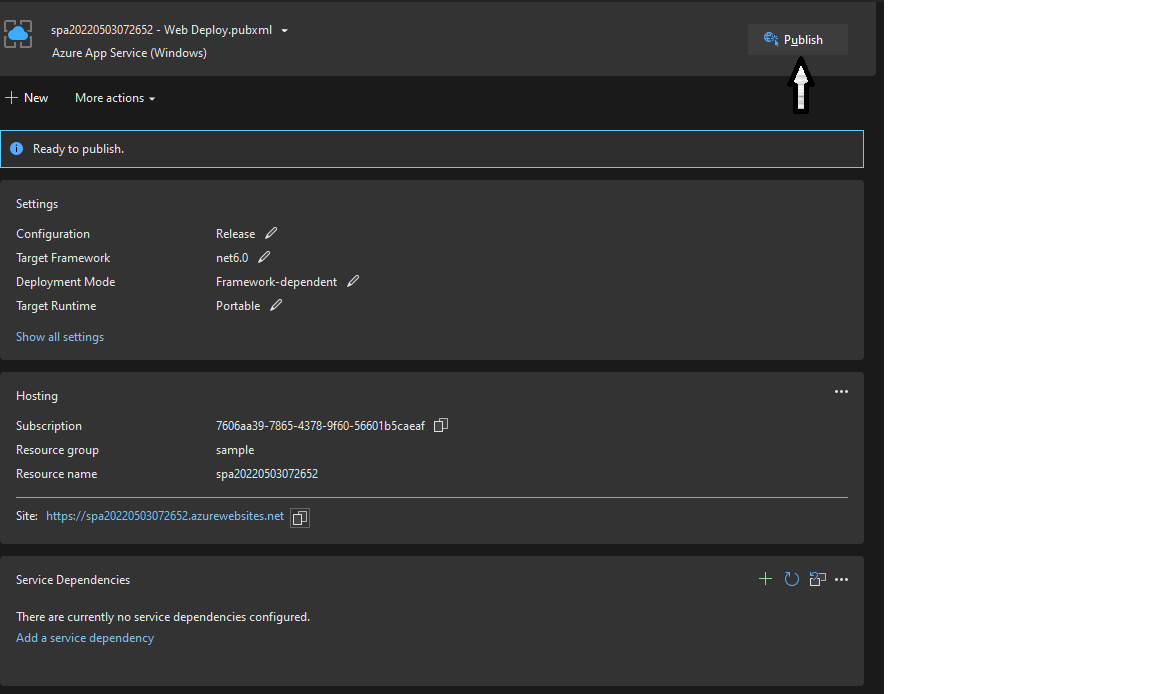 spa20220503072652 - Web Deploy.pubxml
Azure App Service (Windows)
Publish
New More actions
Ready to publish.
Settings
Configuration Release
Target Framework net6.0
Deployment Mode Framework-dependent
Target Runtime Portable
Show all settings
Hosting
Subscription 7606aa39-7865-4378-9f60-56601b5caeaf
Resource group sample
Resource name spa20220503072652
Site: https://spa20220503072652.azurewebsites.net
Service Dependencies
There are currently no service dependencies configured.
Add a service dependency